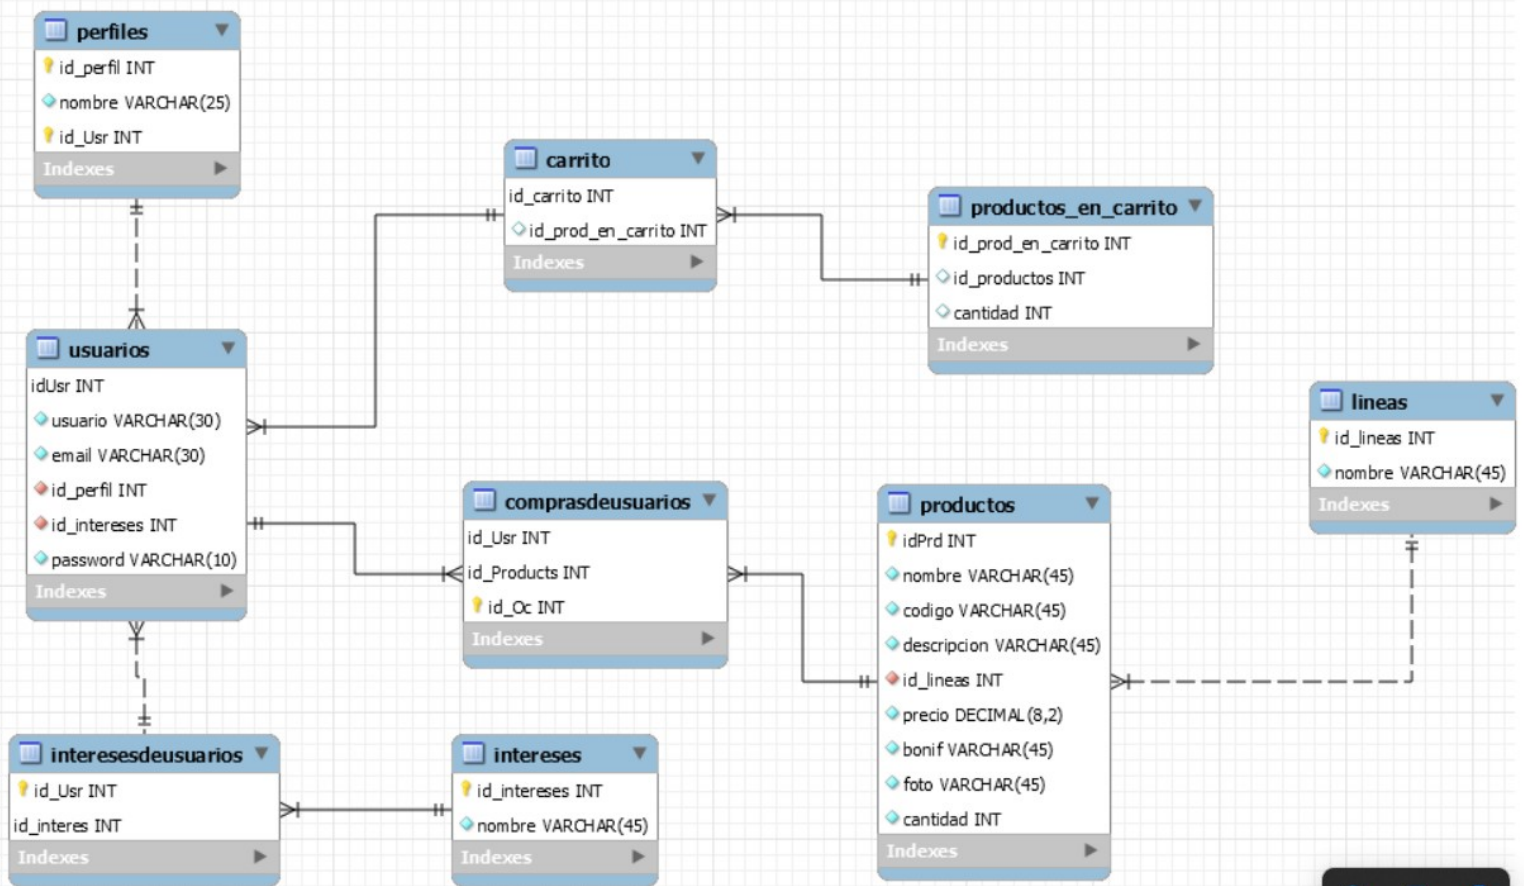 perfiles
id_perfil INT
nombre VARCHAR(25)
id_Usr INT
Indexes
usuarios
idUsr INT
usuario VARCHAR(30)
email VARCHAR(30)
id_perfil INT
id_intereses INT
password VARCHAR(10)
Indexes
interesesdeusuarios
id_Usr INT
id_interes INT
Indexes
carrito
id_carrito INT
id_prod_en_carrito INT
Indexes
comprasdeusuarios
id_Usr INT
id_Products INT
id_Oc INT
Indexes
intereses
id_intereses INT
nombre VARCHAR(45)
Indexes
productos_en_carrito
id_prod_en_carrito INT
id_productos INT
cantidad INT
Indexes
productos
idPrd INT
nombre VARCHAR(45)
codigo VARCHAR(45)
descripcion VARCHAR(45)
id_lineas INT
precio DECIMAL(8,2)
bonif VARCHAR(45)
foto VARCHAR(45)
cantidad INT
Indexes
lineas
id_lineas INT
nombre VARCHAR(45)
Indexes